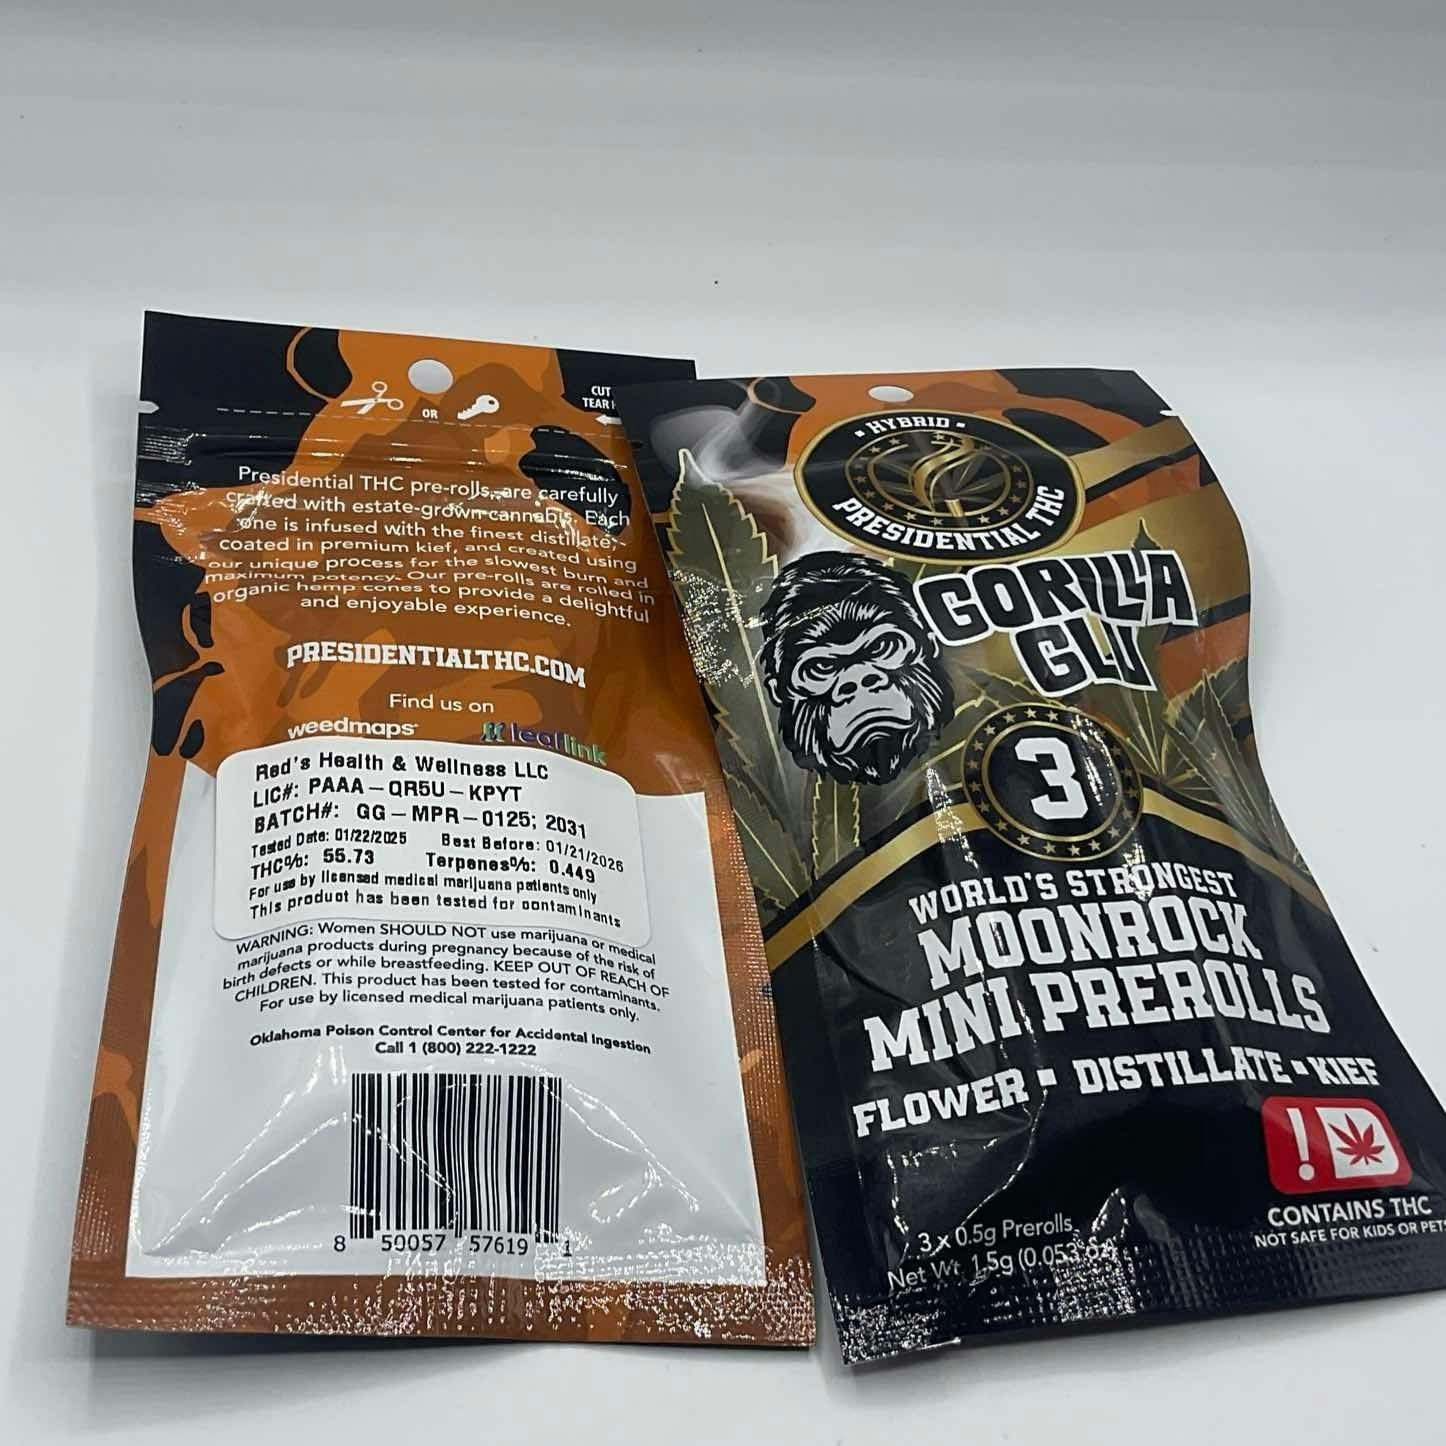 CUT
TEAR
OR
Presidential THC pre-rolls are carefully
crafted with estate-grown cannabis. Each
one is infused with the finest distillate,
coated in premium kief, and created using
our unique process for the slowest burn and
maximum potency. Our pre-rolls are rolled in
organic hemp cones to provide a delightful
and enjoyable experience.
PRESIDENTIALTHC.COM
Find us on
weedmaps leaflink
Red's Health & Wellness LLC
LIC#: PAAA-QR5U-KPYT
BATCH#: GG-MPR-0125; 2031
Tested Date: 01/22/2025 Best Before: 01/21/2026
THC%: 55.73 Terpenes%: 0.449
For use by licensed medical marijuana patients only
This product has been tested for contaminants
WARNING: Women SHOULD NOT use marijuana or medical
marijuana products during pregnancy because of the risk of
birth defects or while breastfeeding. KEEP OUT OF REACH OF
CHILDREN. This product has been tested for contaminants.
For use by licensed medical marijuana patients only.
Oklahoma Poison Control Center for Accidental Ingestion
Call 1 (800) 222-1222
8 50057 57619 1
HYBRID
PRESIDENTIAL THC
GORILLA
GLU
3
WORLD'S STRONGEST
MOONROCK
MINI PREROLLS
FLOWER ▪ DISTILLATE ▪ KIEF
!
CONTAINS THC
NOT SAFE FOR KIDS OR PETS
3 x 0.5g Prerolls
Net Wt. 1.5g (0.053 oz)